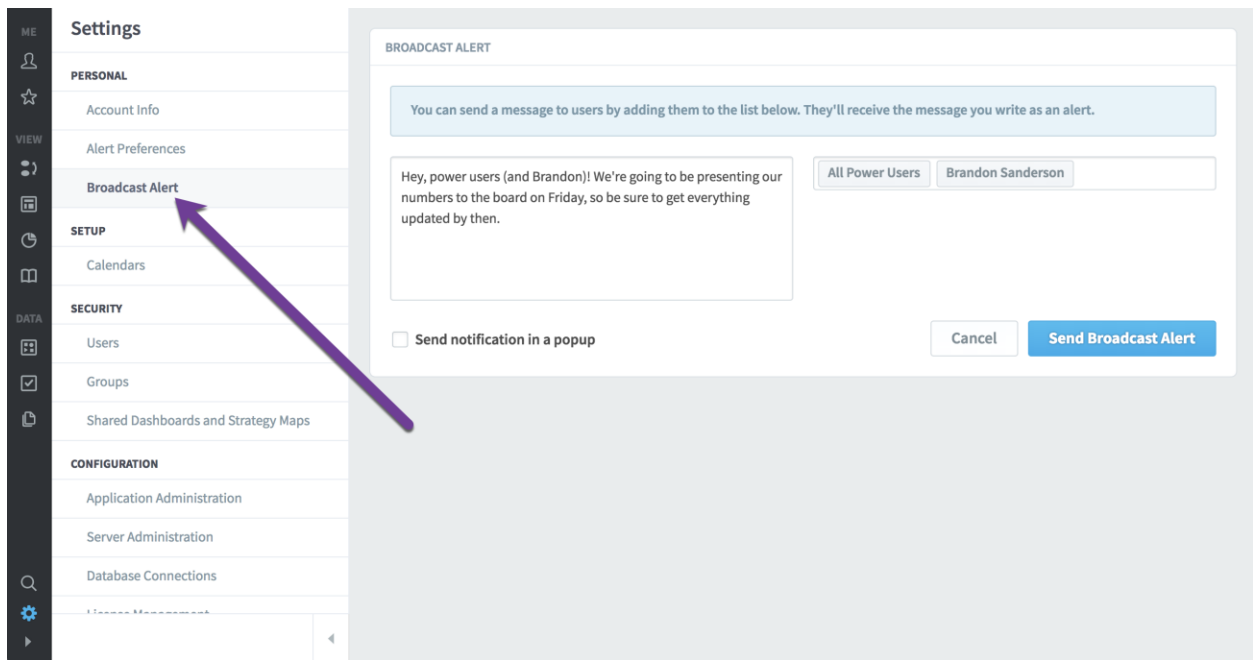 ME
VIEW
DATA
Settings
PERSONAL
Account Info
Alert Preferences
Broadcast Alert
SETUP
Calendars
SECURITY
Users
Groups
Shared Dashboards and Strategy Maps
CONFIGURATION
Application Administration
Server Administration
Database Connections
License Management
BROADCAST ALERT
You can send a message to users by adding them to the list below. They'll receive the message you write as an alert.
Hey, power users (and Brandon)! We're going to be presenting our
numbers to the board on Friday, so be sure to get everything
updated by then.
All Power Users Brandon Sanderson
Send notification in a popup
Cancel Send Broadcast Alert